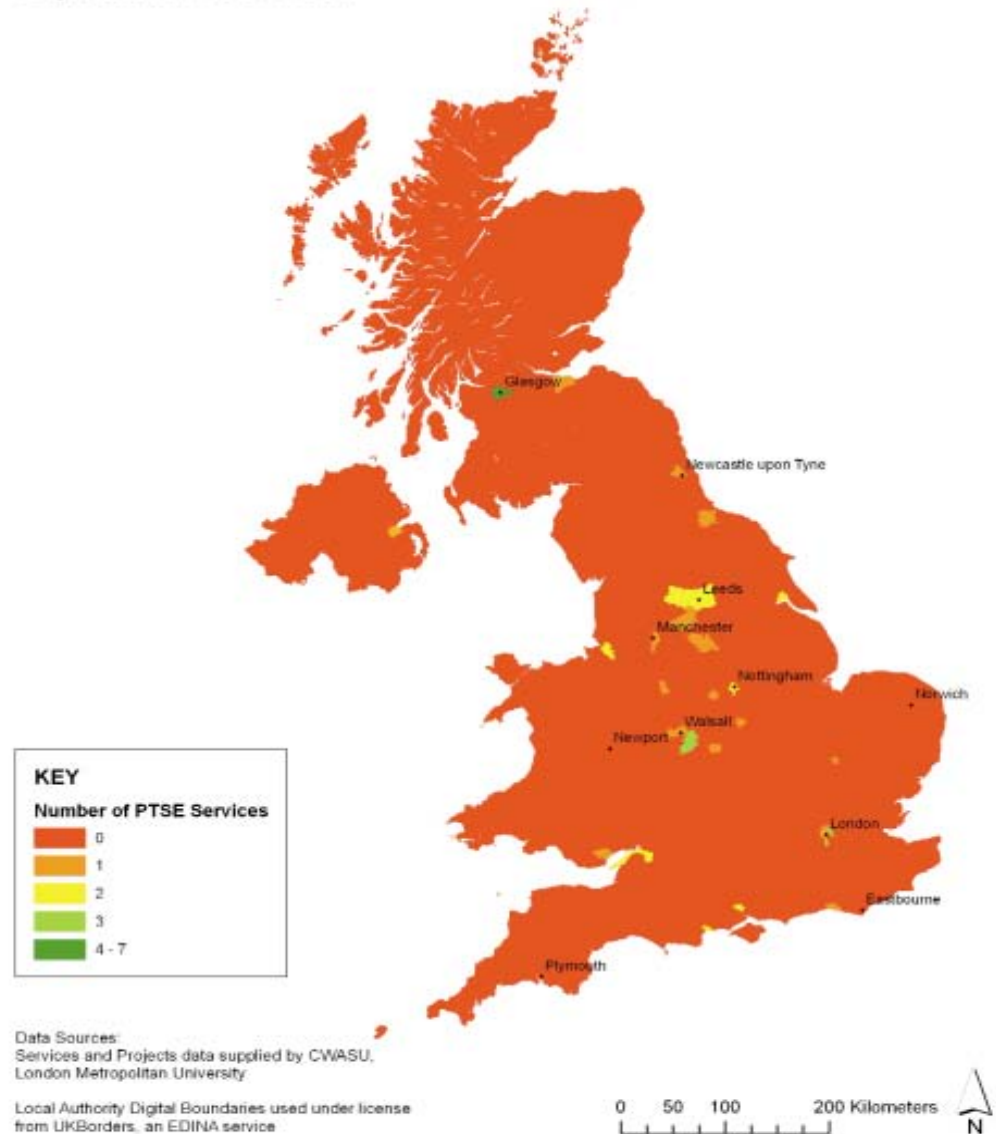 Glasgow
Newcastle upon Tyne
Leeds
Manchester
Nottingham
Norwich
Walsall
Newport
London
Eastbourne
Plymouth
KEY
Number of PTSE Services
0
1
2
3
4 - 7
Data Sources:
Services and Projects data supplied by CWASU,
London Metropolitan University
Local Authority Digital Boundaries used under license
from UKBorders, an EDINA service
0 50 100 200 Kilometers
N